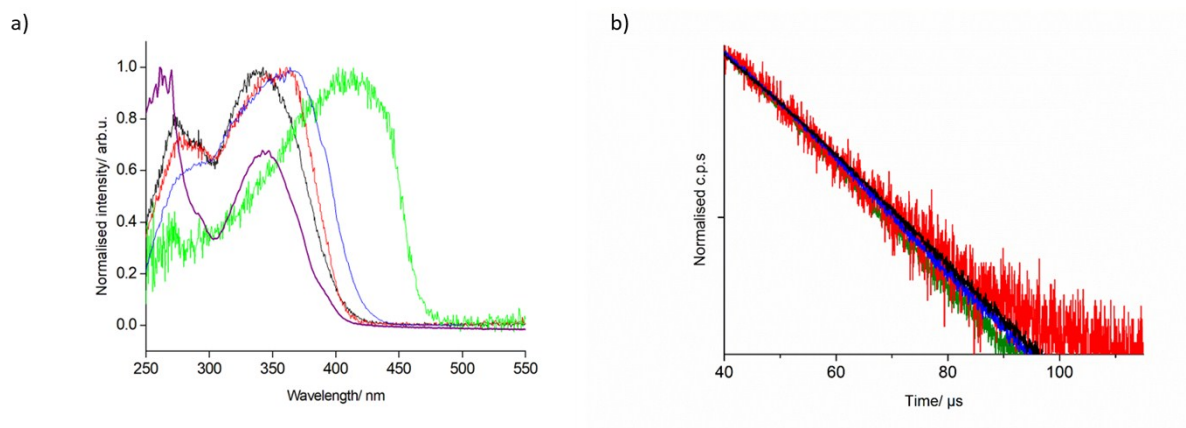 a)
Normalised intensity/ arb.u.
1.0
0.8
0.6
0.4
0.2
0.0
250 300 350 400 450 500 550
Wavelength/ nm
b)
Normalised c.p.s
40 60 80 100
Time/ µs